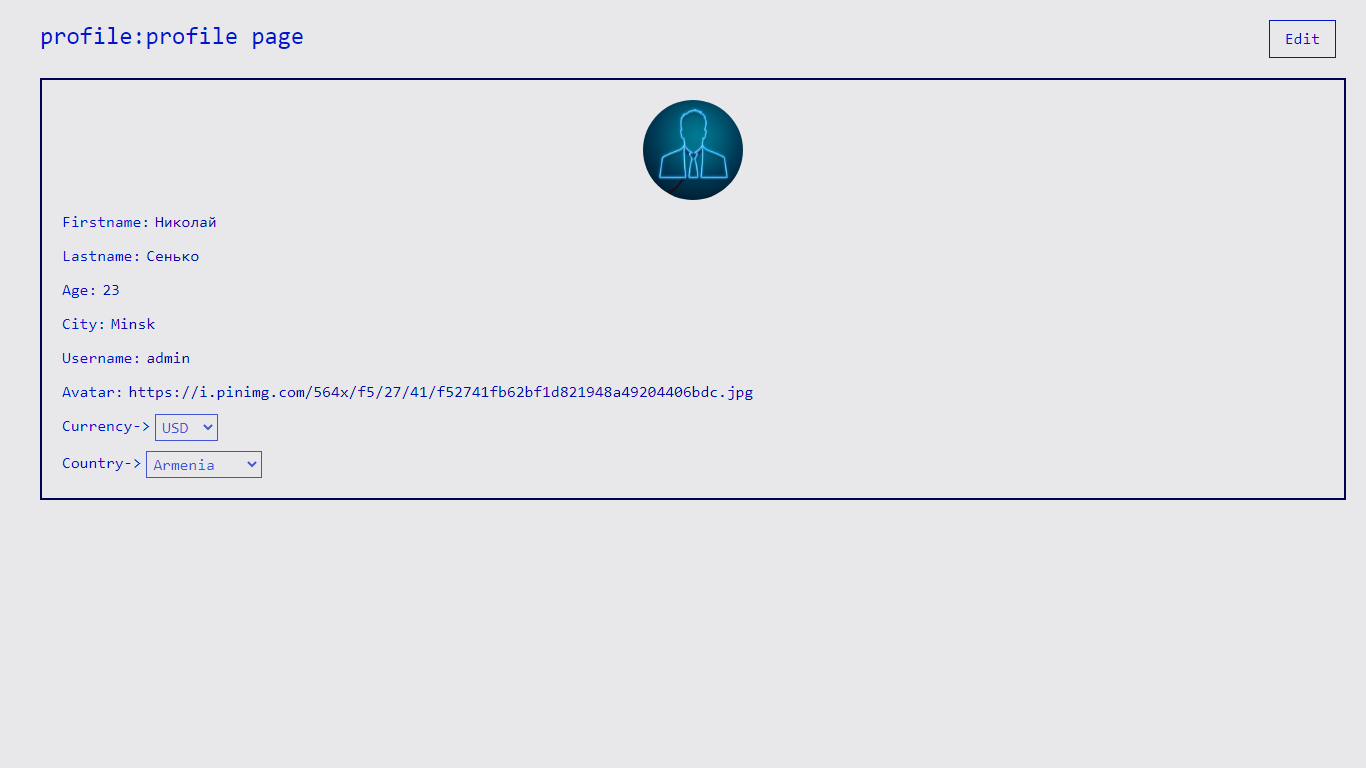 profile:profile page
Edit
Firstname: Николай
Lastname: Сенько
Age: 23
City: Minsk
Username: admin
Avatar: https://i.pinimg.com/564x/f5/27/41/f52741fb62bf1d821948a49204406bdc.jpg
Currency-> USD
Country-> Armenia